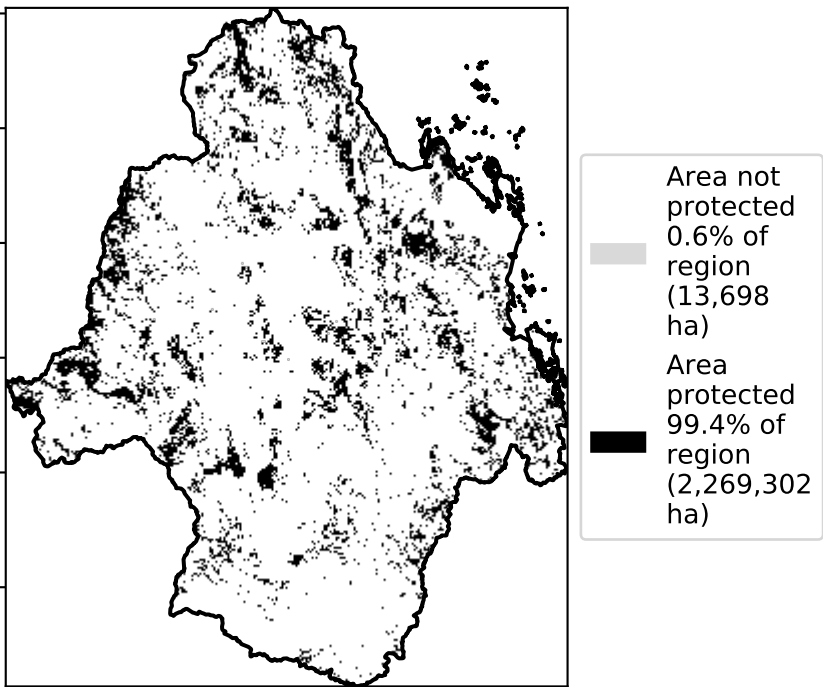 Area not
protected
0.6% of
region
(13,698
ha)
Area
protected
99.4% of
region
(2,269,302
ha)